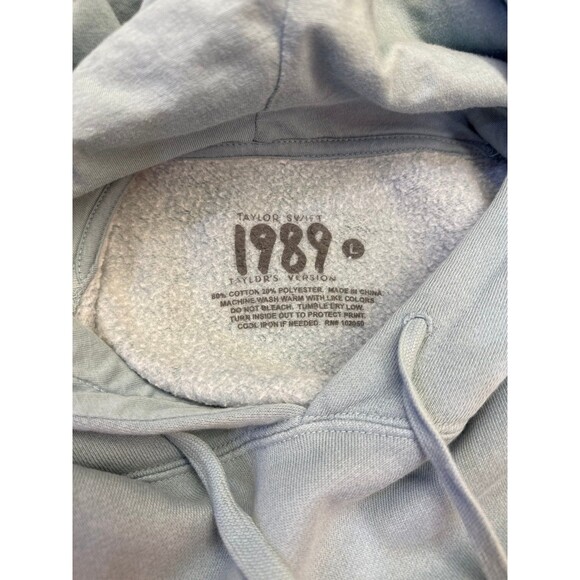 TAYLOR SWIFT
1989 L
TAYLOR'S VERSION
80% COTTON 20% POLYESTER. MADE IN CHINA.
MACHINE WASH WARM WITH LIKE COLORS.
DO NOT BLEACH. TUMBLE DRY LOW.
TURN INSIDE OUT TO PROTECT PRINT.
COOL IRON IF NEEDED. RN#